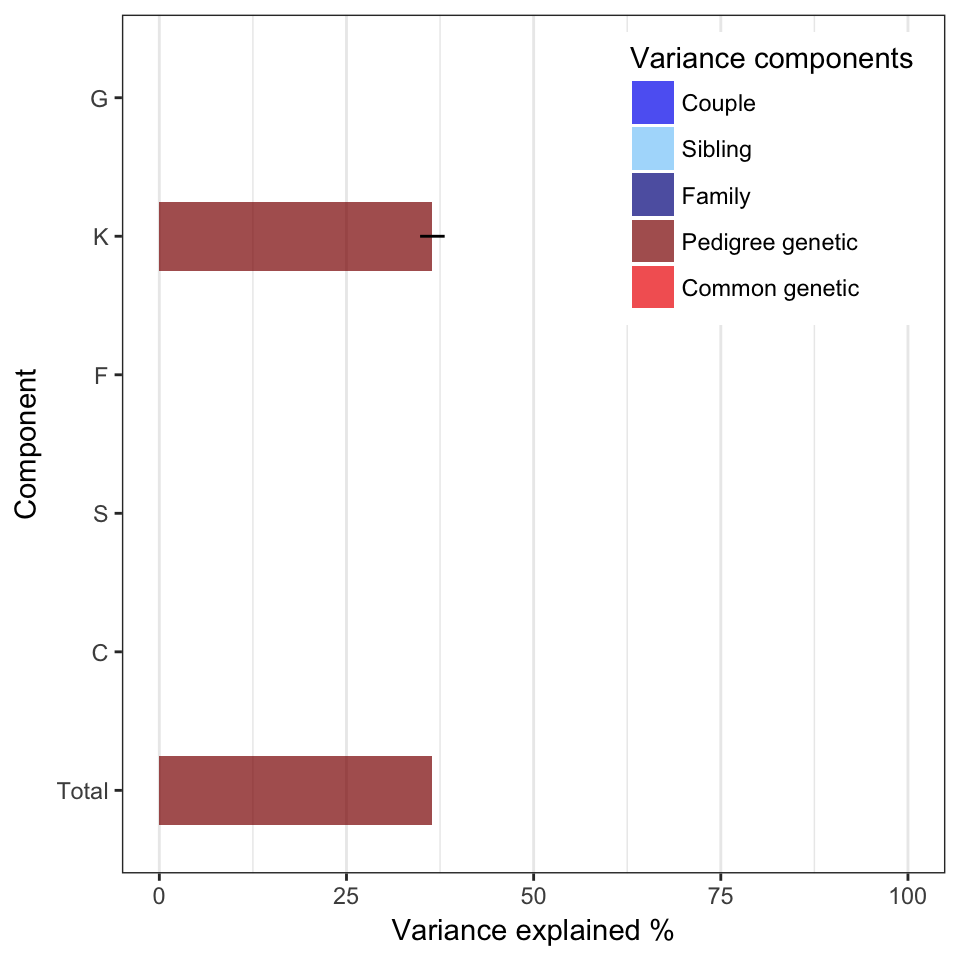 Variance components
Couple
Sibling
Family
Pedigree genetic
Common genetic
G
K
F
S
C
Total
Component
0 25 50 75 100
Variance explained %